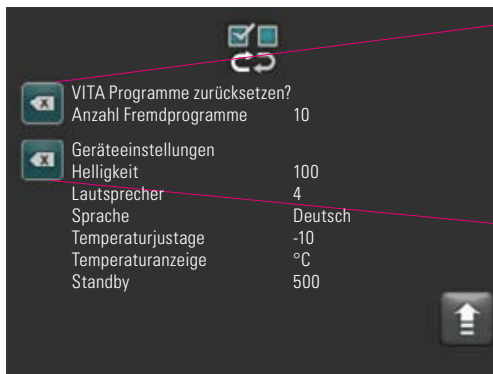 VITA Programme zurücksetzen?
Anzahl Fremdprogramme 10
Geräteeinstellungen
Helligkeit 100
Lautsprecher 4
Sprache Deutsch
Temperaturjustage -10
Temperaturanzeige °C
Standby 500